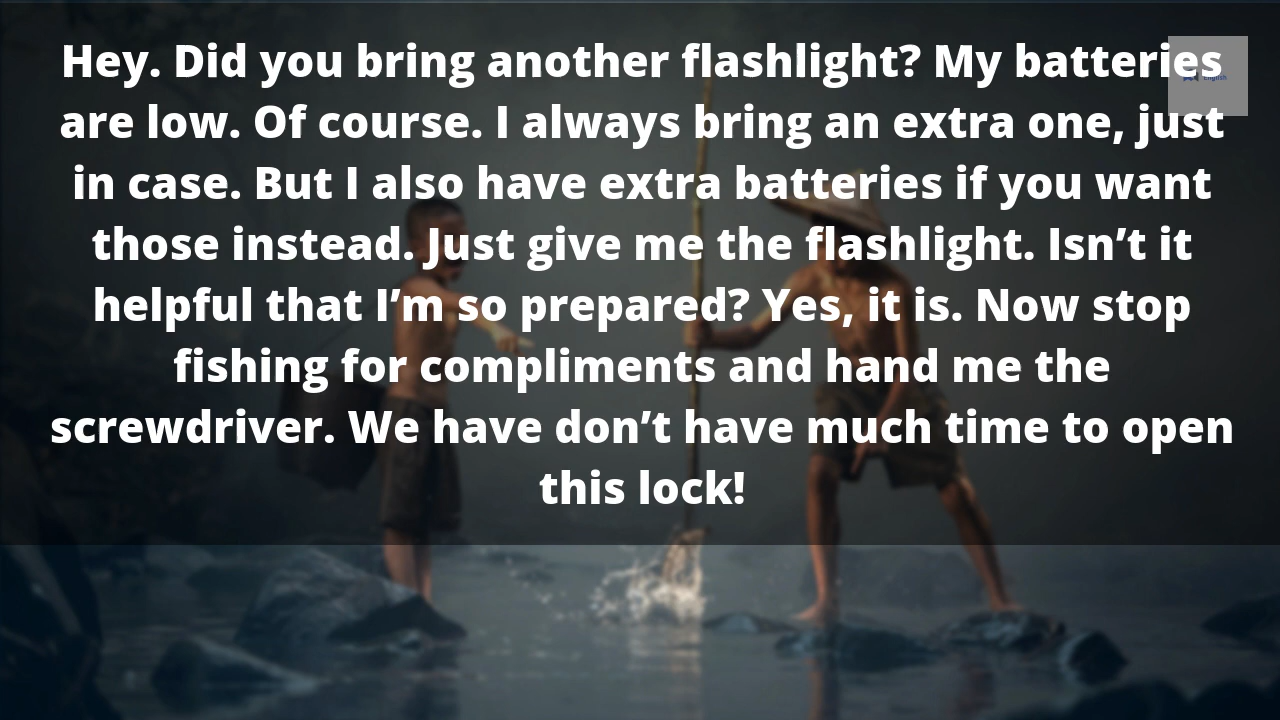 Hey. Did you bring another flashlight? My batteries
are low. Of course. I always bring an extra one, just
in case. But I also have extra batteries if you want
those instead. Just give me the flashlight. Isn’t it
helpful that I’m so prepared? Yes, it is. Now stop
fishing for compliments and hand me the
screwdriver. We have don’t have much time to open
this lock!
English